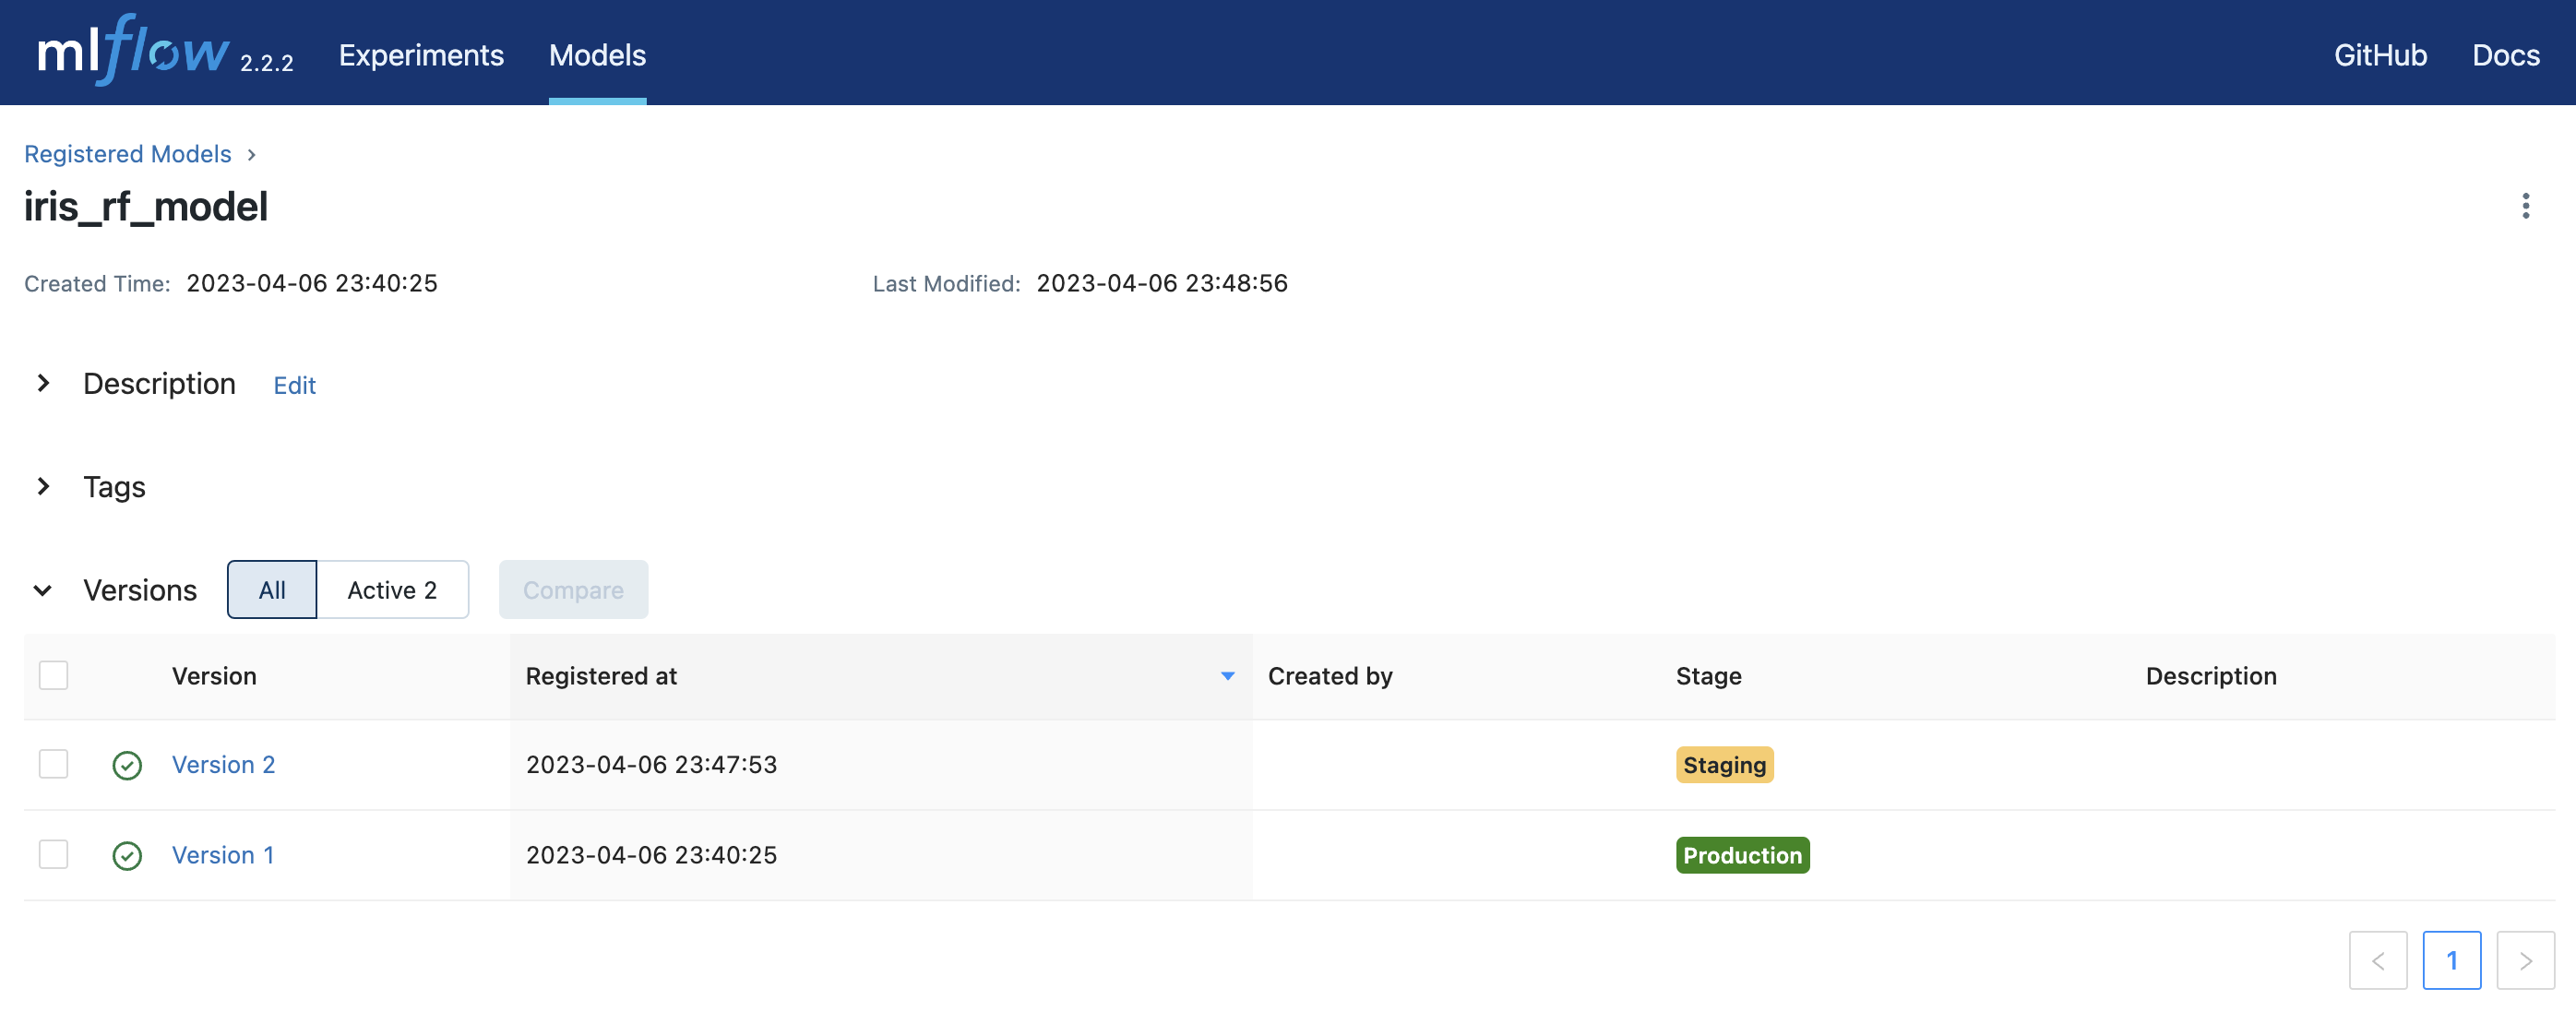 mlflow 2.2.2 Experiments Models GitHub Docs
Registered Models >
iris_rf_model
Created Time: 2023-04-06 23:40:25 Last Modified: 2023-04-06 23:48:56
Description Edit
Tags
Versions All Active 2 Compare
Version Registered at Created by Stage Description
Version 2 2023-04-06 23:47:53 Staging
Version 1 2023-04-06 23:40:25 Production
< 1 >